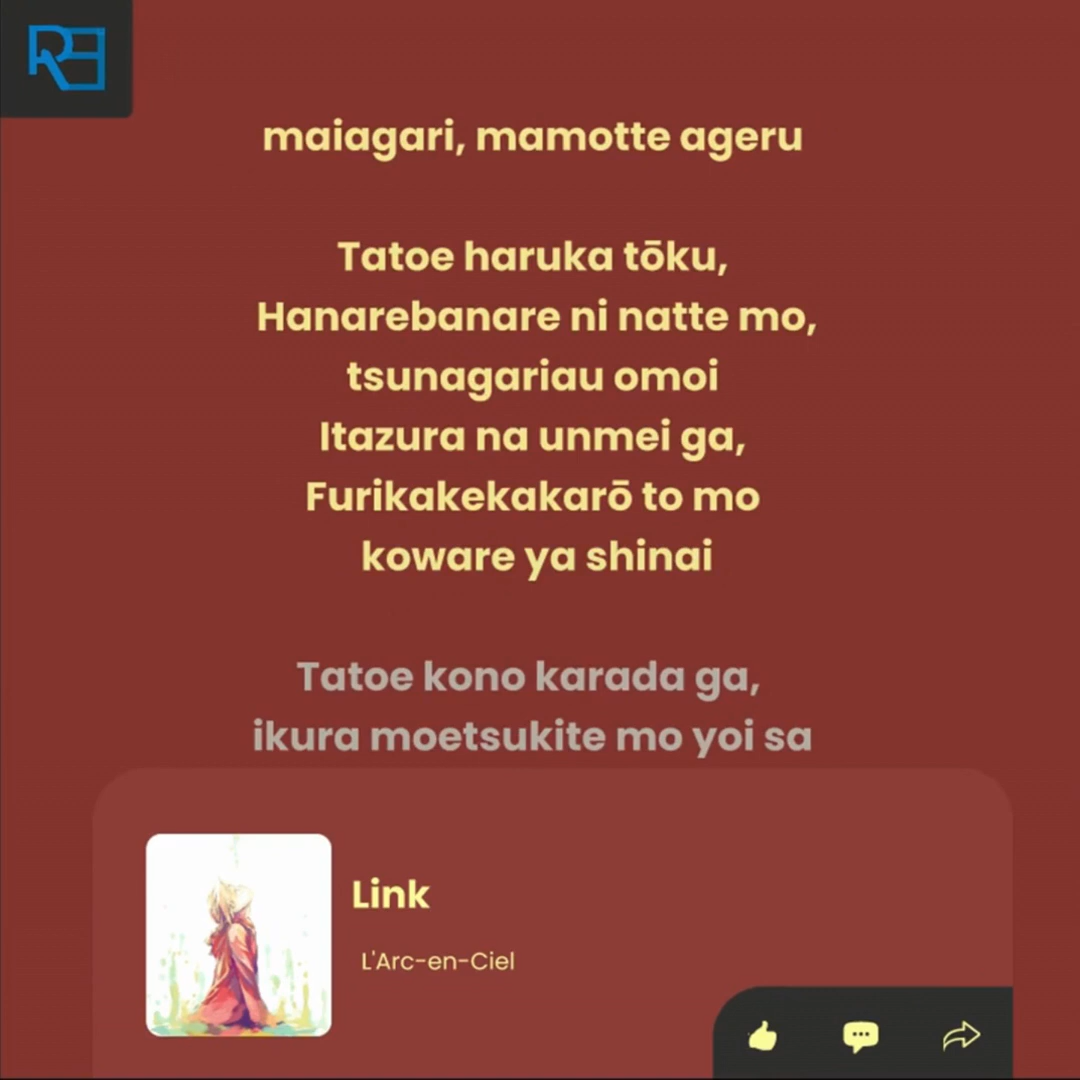 RE
maiagari, mamotte ageru
Tatoe haruka tōku,
Hanarebanare ni natte mo,
tsunagariau omoi
Itazura na unmei ga,
Furikakekakarō to mo
koware ya shinai
Tatoe kono karada ga,
ikura moetsukite mo yoi sa
Link
L'Arc-en-Ciel